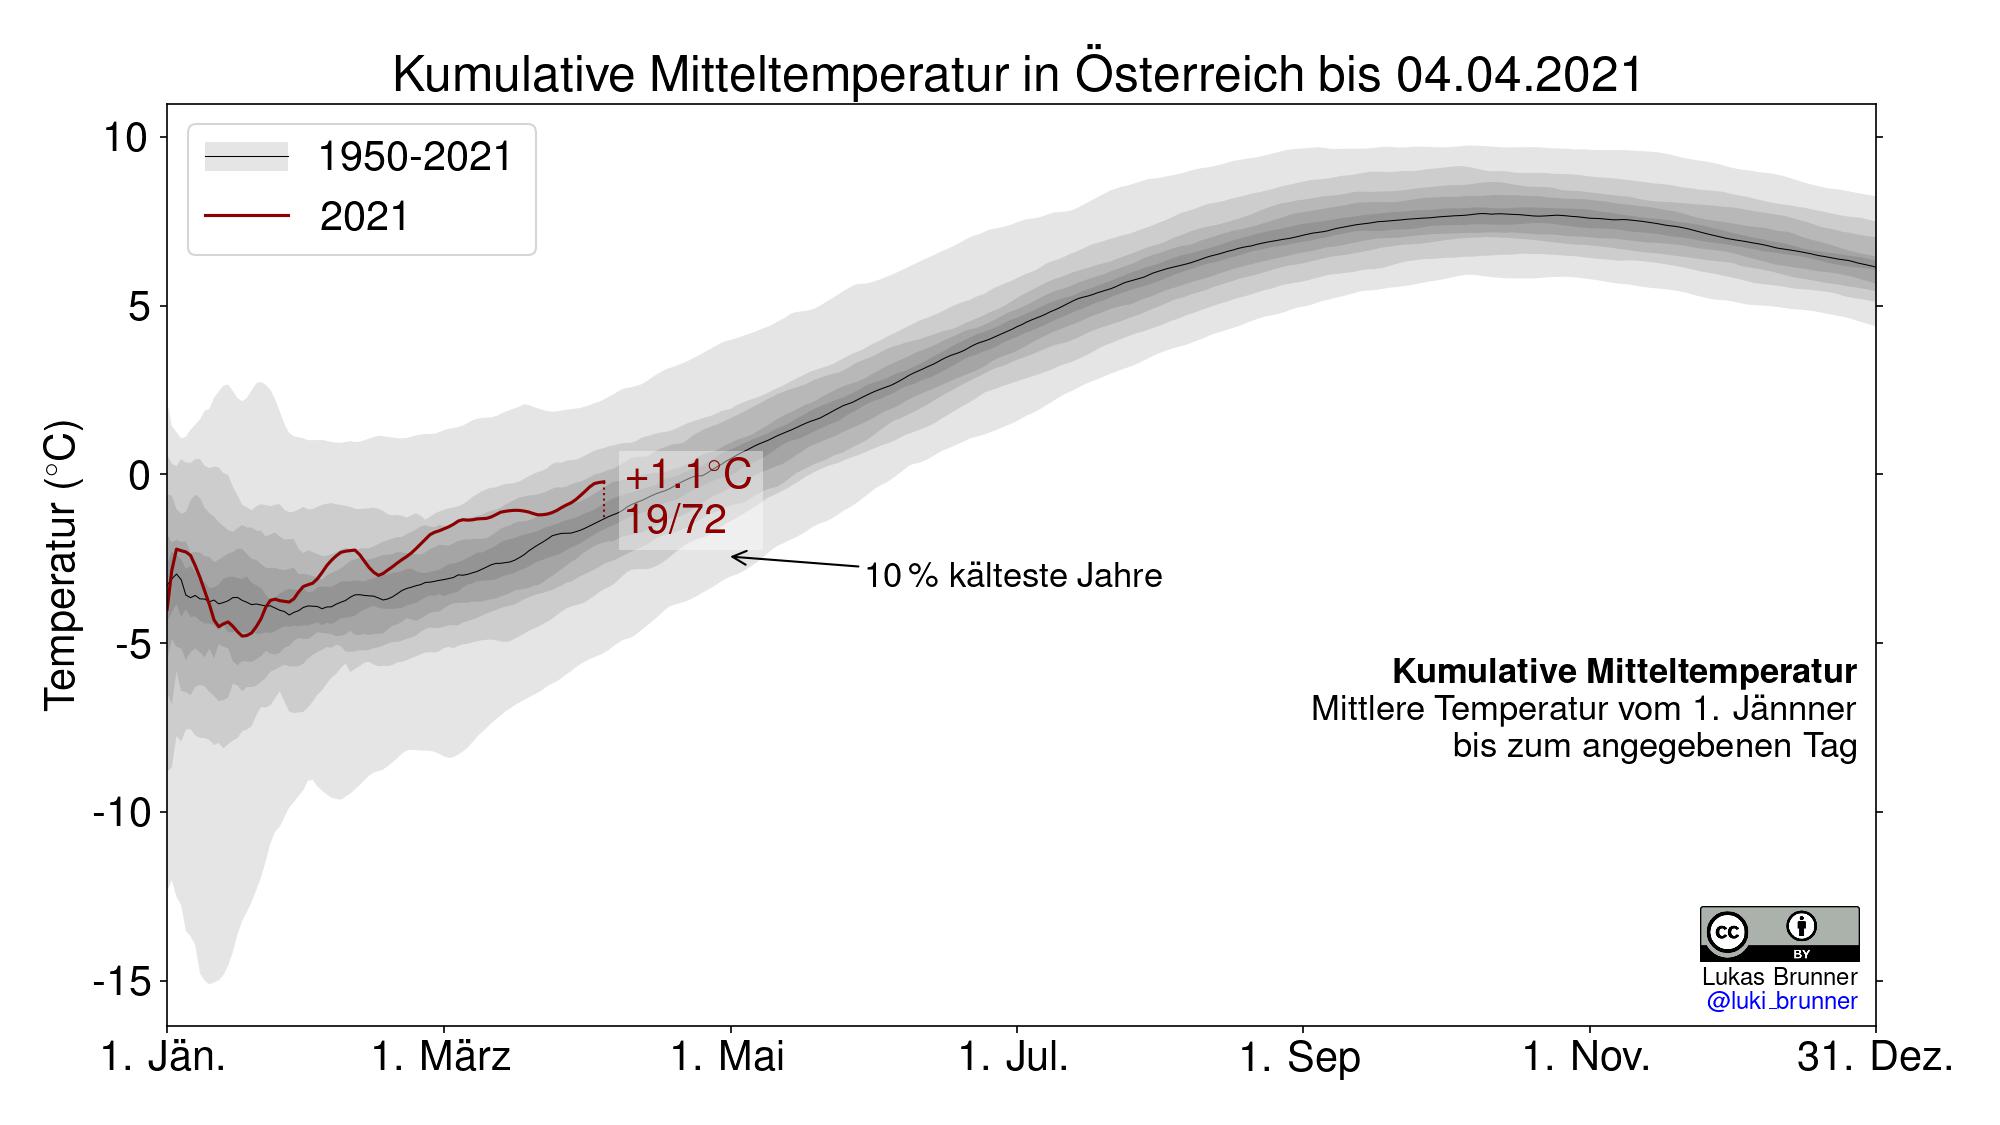 Kumulative Mitteltemperatur in Österreich bis 04.04.2021
1950-2021
2021
Temperatur (°C)
10
5
0
-5
-10
-15
+1.1°C
19/72
10 % kälteste Jahre
Kumulative Mitteltemperatur
Mittlere Temperatur vom 1. Jännner
bis zum angegebenen Tag
CC
BY
Lukas Brunner
@luki_brunner
1. Jän.
1. März
1. Mai
1. Jul.
1. Sep
1. Nov.
31. Dez.